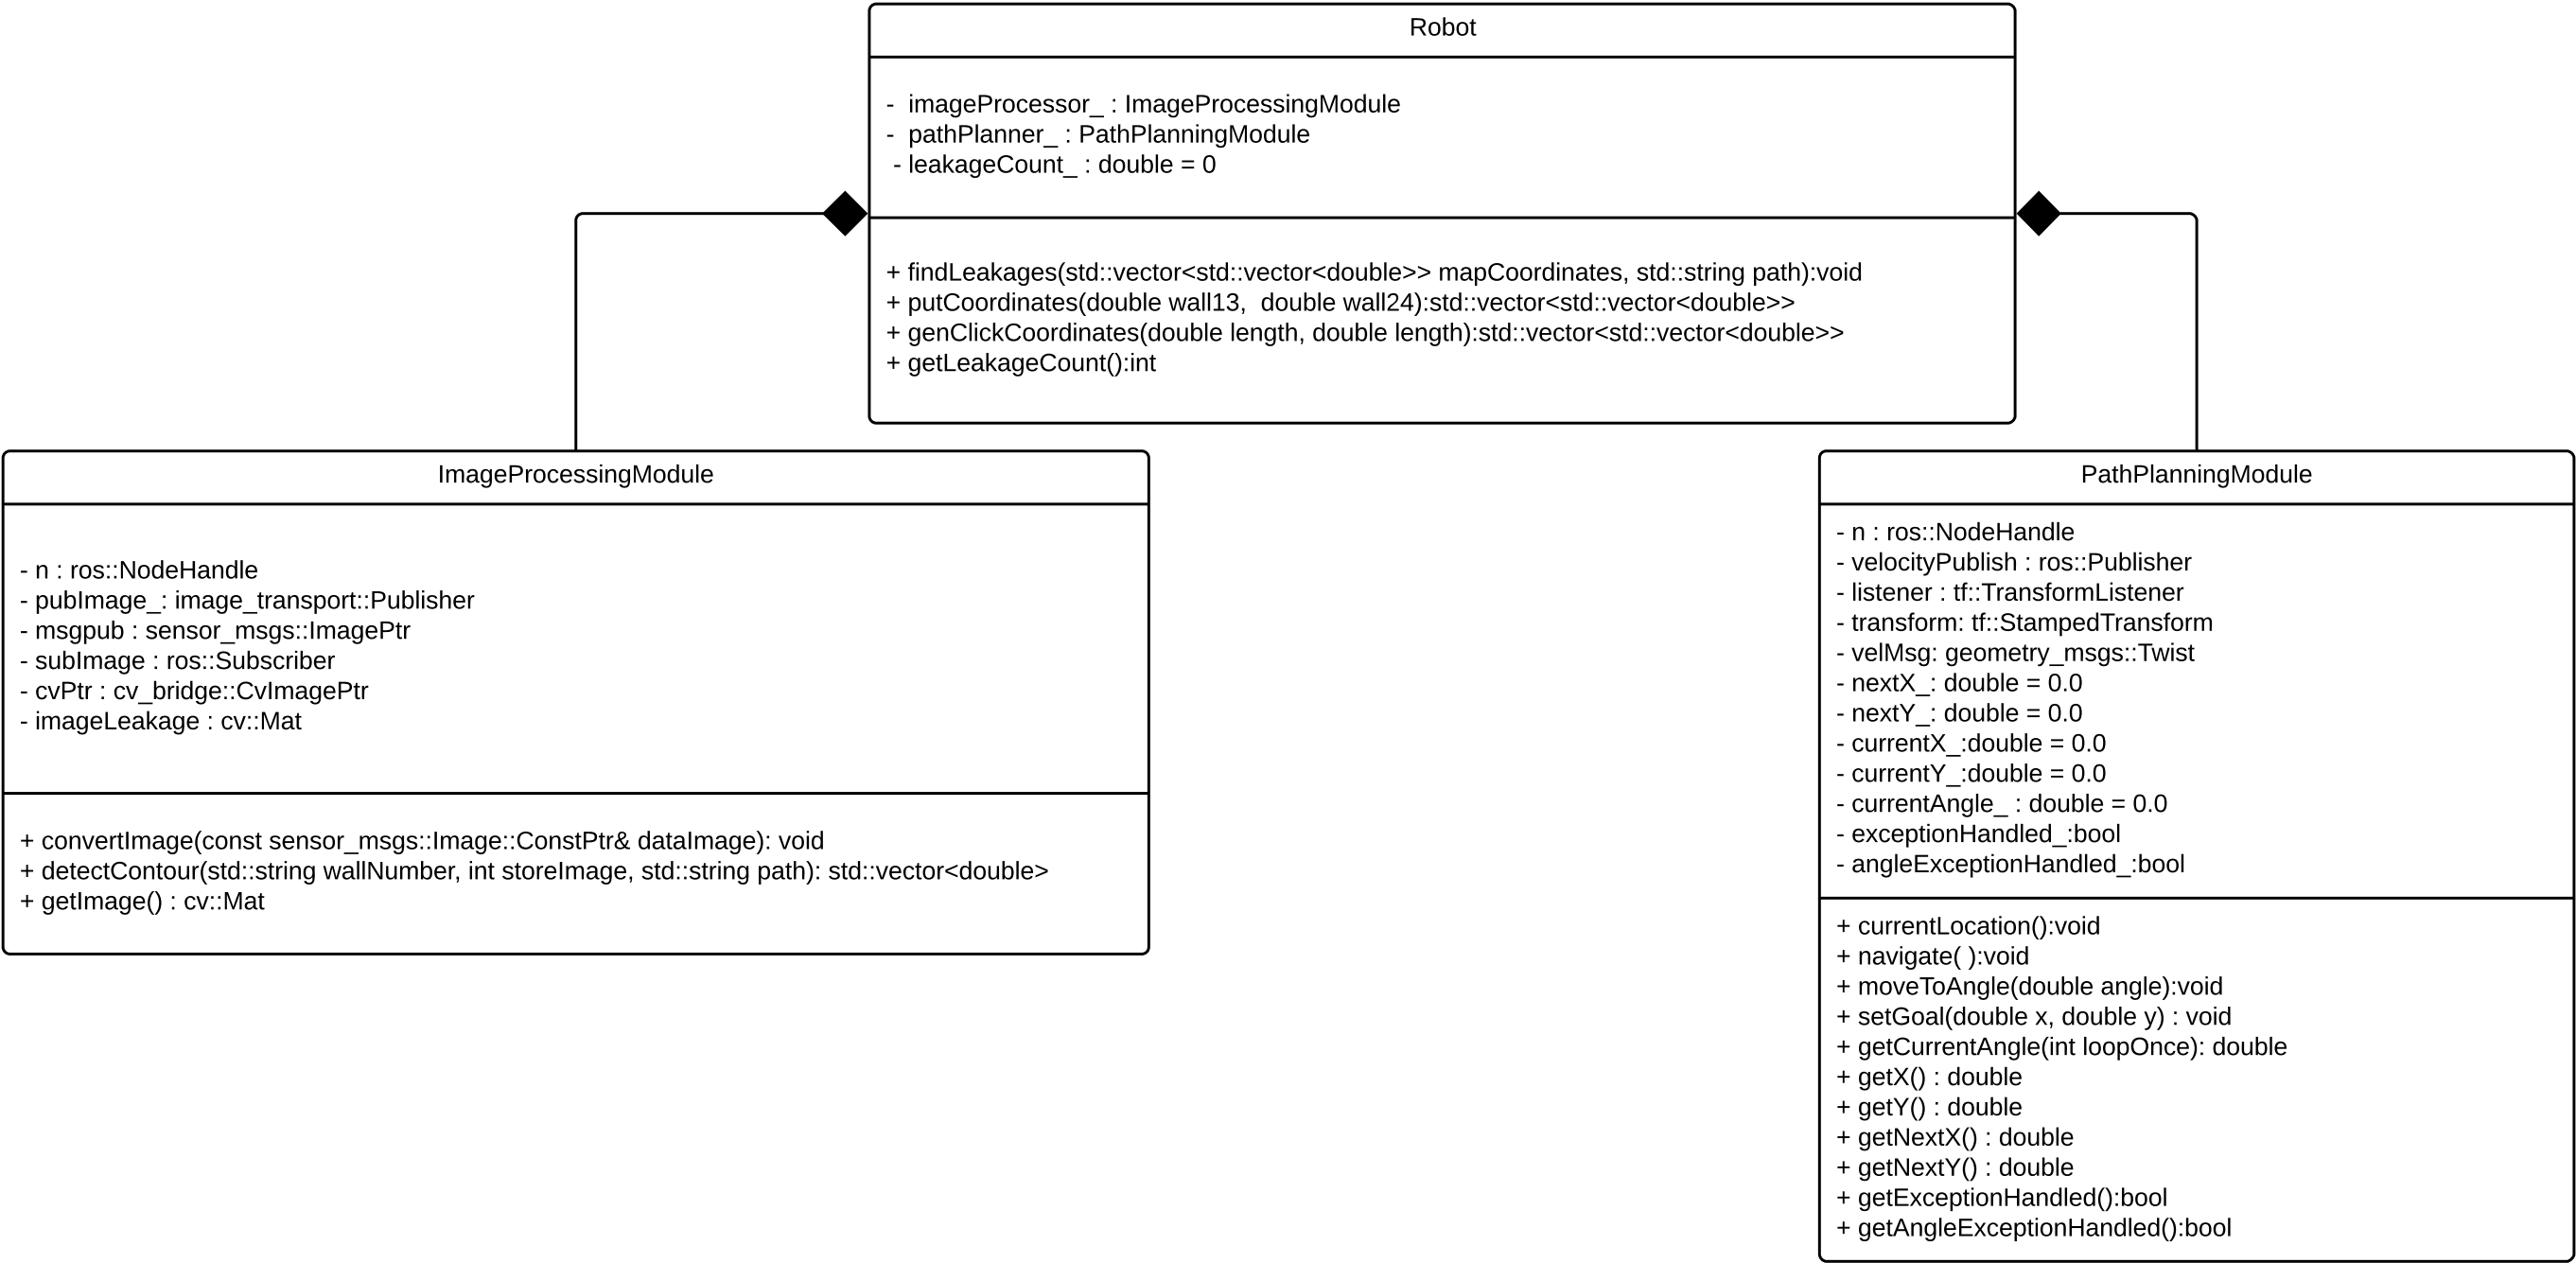 Robot
-  imageProcessor_ : ImageProcessingModule
-  pathPlanner_ : PathPlanningModule
- leakageCount_ : double = 0
+ findLeakages(std::vector<std::vector<double>> mapCoordinates, std::string path):void
+ putCoordinates(double wall13,  double wall24):std::vector<std::vector<double>>
+ genClickCoordinates(double length, double length):std::vector<std::vector<double>>
+ getLeakageCount():int
ImageProcessingModule
- n : ros::NodeHandle
- pubImage_: image_transport::Publisher
- msgpub : sensor_msgs::ImagePtr
- subImage : ros::Subscriber
- cvPtr : cv_bridge::CvImagePtr
- imageLeakage : cv::Mat
+ convertImage(const sensor_msgs::Image::ConstPtr& dataImage): void
+ detectContour(std::string wallNumber, int storeImage, std::string path): std::vector<double>
+ getImage() : cv::Mat
PathPlanningModule
- n : ros::NodeHandle
- velocityPublish : ros::Publisher
- listener : tf::TransformListener
- transform: tf::StampedTransform
- velMsg: geometry_msgs::Twist
- nextX_: double = 0.0
- nextY_: double = 0.0
- currentX_:double = 0.0
- currentY_:double = 0.0
- currentAngle_ : double = 0.0
- exceptionHandled_:bool
- angleExceptionHandled_:bool
+ currentLocation():void
+ navigate( ):void
+ moveToAngle(double angle):void
+ setGoal(double x, double y) : void
+ getCurrentAngle(int loopOnce): double
+ getX() : double
+ getY() : double
+ getNextX() : double
+ getNextY() : double
+ getExceptionHandled():bool
+ getAngleExceptionHandled():bool